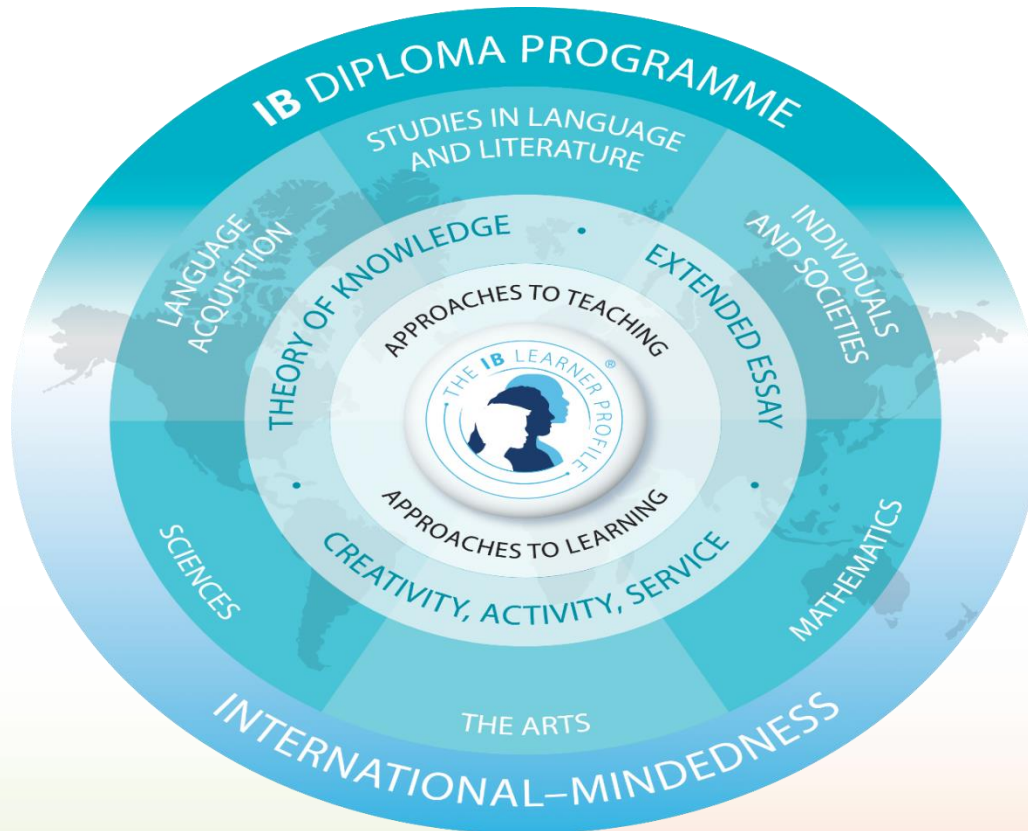 IB DIPLOMA PROGRAMME
STUDIES IN LANGUAGE
AND LITERATURE
LANGUAGE
ACQUISITION
INDIVIDUALS
AND SOCIETIES
THEORY OF KNOWLEDGE
•
EXTENDED ESSAY
APPROACHES TO TEACHING
• THE IB LEARNER PROFILE •
®
APPROACHES TO LEARNING
•
CREATIVITY, ACTIVITY, SERVICE
•
SCIENCES
MATHEMATICS
THE ARTS
INTERNATIONAL–MINDEDNESS